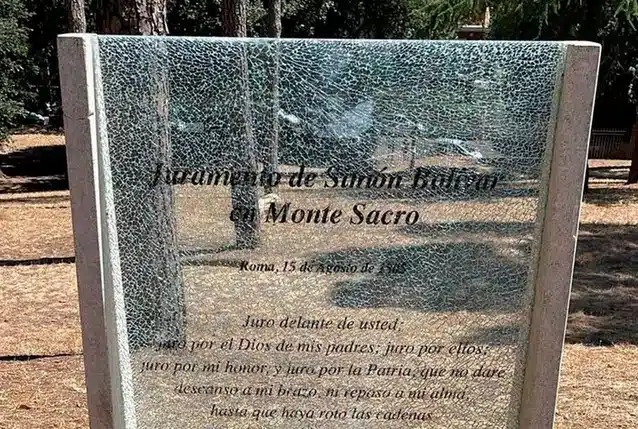 Juramento de Simón Bolívar
en Monte Sacro
Roma, 15 de Agosto de 1805
Juro delante de usted;
juro por el Dios de mis padres; juro por ellos;
juro por mi honor, y juro por la Patria, que no daré
descanso a mi brazo, ni reposo a mi alma,
hasta que haya roto las cadenas